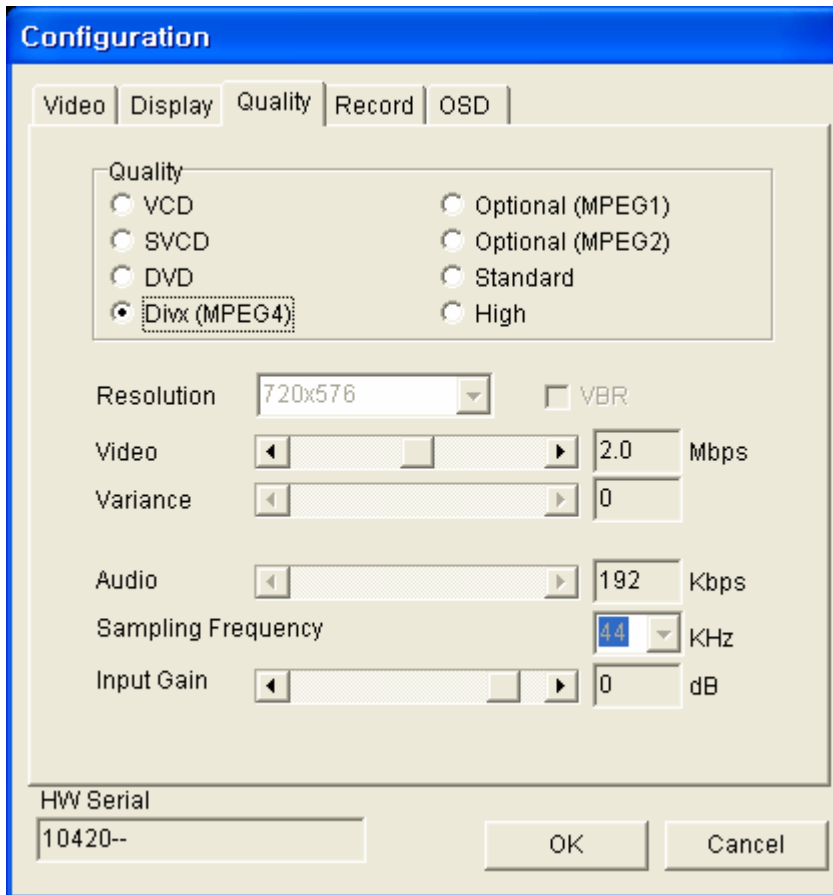 Configuration
Video Display Quality Record OSD
Quality
VCD Optional (MPEG1)
SVCD Optional (MPEG2)
DVD Standard
Divx (MPEG4) High
Resolution 720x576 VBR
Video 2.0 Mbps
Variance 0
Audio 192 Kbps
Sampling Frequency 44 KHz
Input Gain 0 dB
HW Serial
10420--
OK Cancel